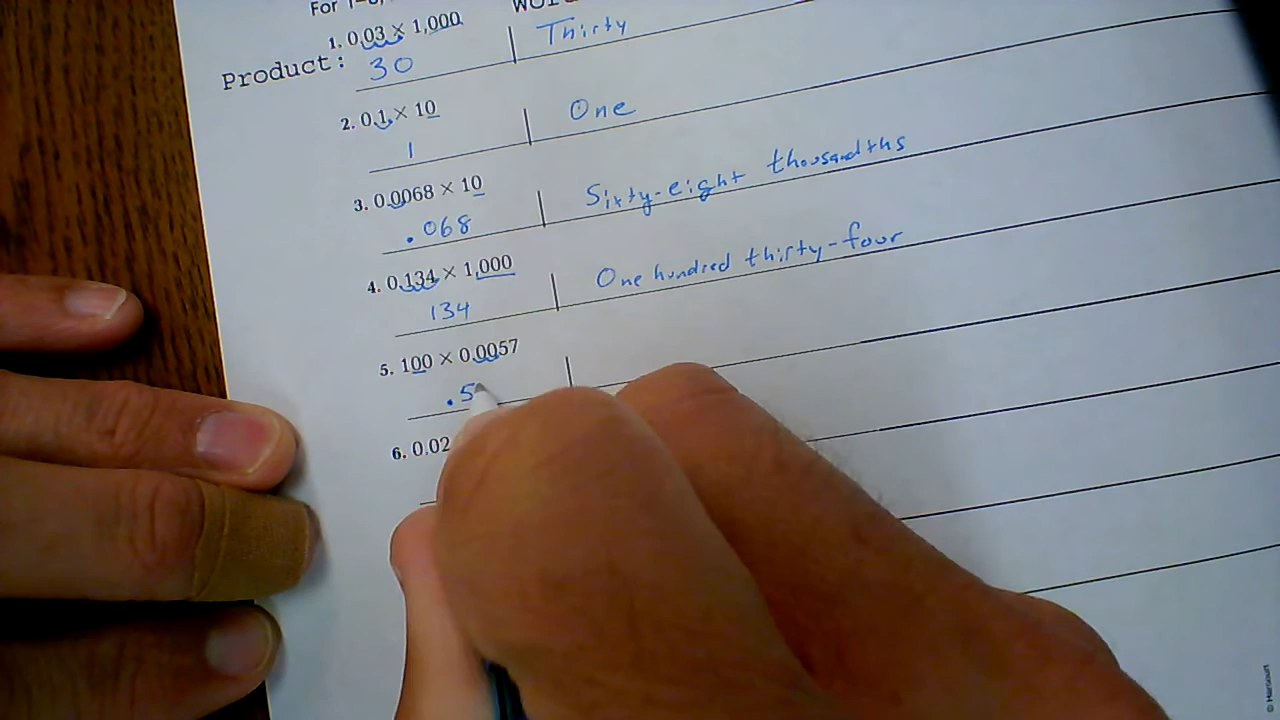 For
1. 0.03 × 1,000 Thirty
Product: 30
2. 0.1 × 10 One
1
3. 0.0068 × 10 Sixty-eight thousandths
.068
4. 0.134 × 1,000 One hundred thirty-four
134
5. 100 × 0.0057
.5
6. 0.02
© Harcourt